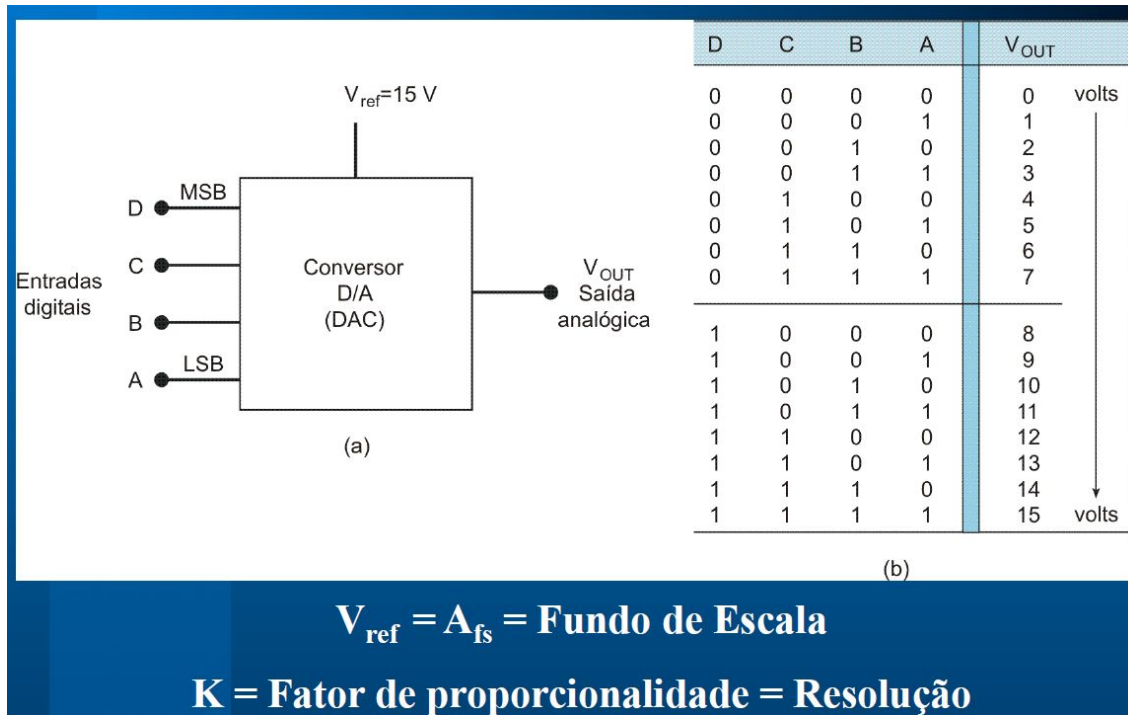 V_ref=15 V
D MSB
C
B
A LSB
Entradas
digitais
Conversor
D/A
(DAC)
V_OUT
Saída
analógica
(a)
D C B A V_OUT
0 0 0 0 0 volts
0 0 0 1 1
0 0 1 0 2
0 0 1 1 3
0 1 0 0 4
0 1 0 1 5
0 1 1 0 6
0 1 1 1 7
1 0 0 0 8
1 0 0 1 9
1 0 1 0 10
1 0 1 1 11
1 1 0 0 12
1 1 0 1 13
1 1 1 0 14
1 1 1 1 15 volts
(b)
V_ref = A_fs = Fundo de Escala
K = Fator de proporcionalidade = Resolução